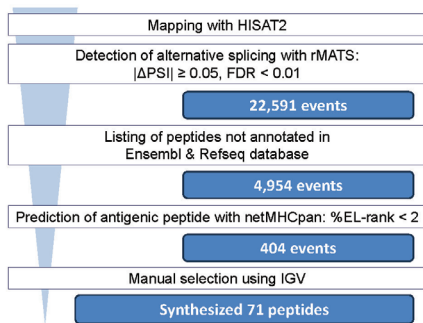 Mapping with HISAT2
Detection of alternative splicing with rMATS:
|ΔPSI| ≥ 0.05, FDR < 0.01
22,591 events
Listing of peptides not annotated in
Ensembl & Refseq database
4,954 events
Prediction of antigenic peptide with netMHCpan: %EL-rank < 2
404 events
Manual selection using IGV
Synthesized 71 peptides